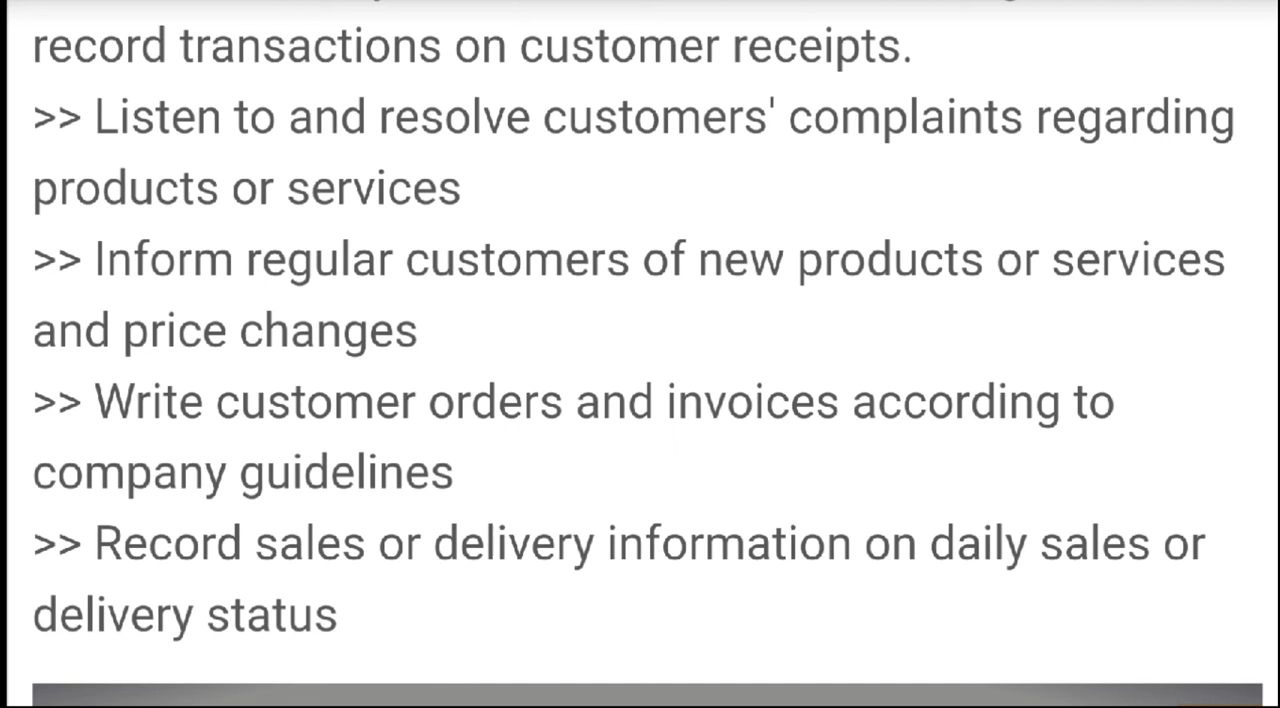 record transactions on customer receipts.
>> Listen to and resolve customers' complaints regarding
products or services
>> Inform regular customers of new products or services
and price changes
>> Write customer orders and invoices according to
company guidelines
>> Record sales or delivery information on daily sales or
delivery status